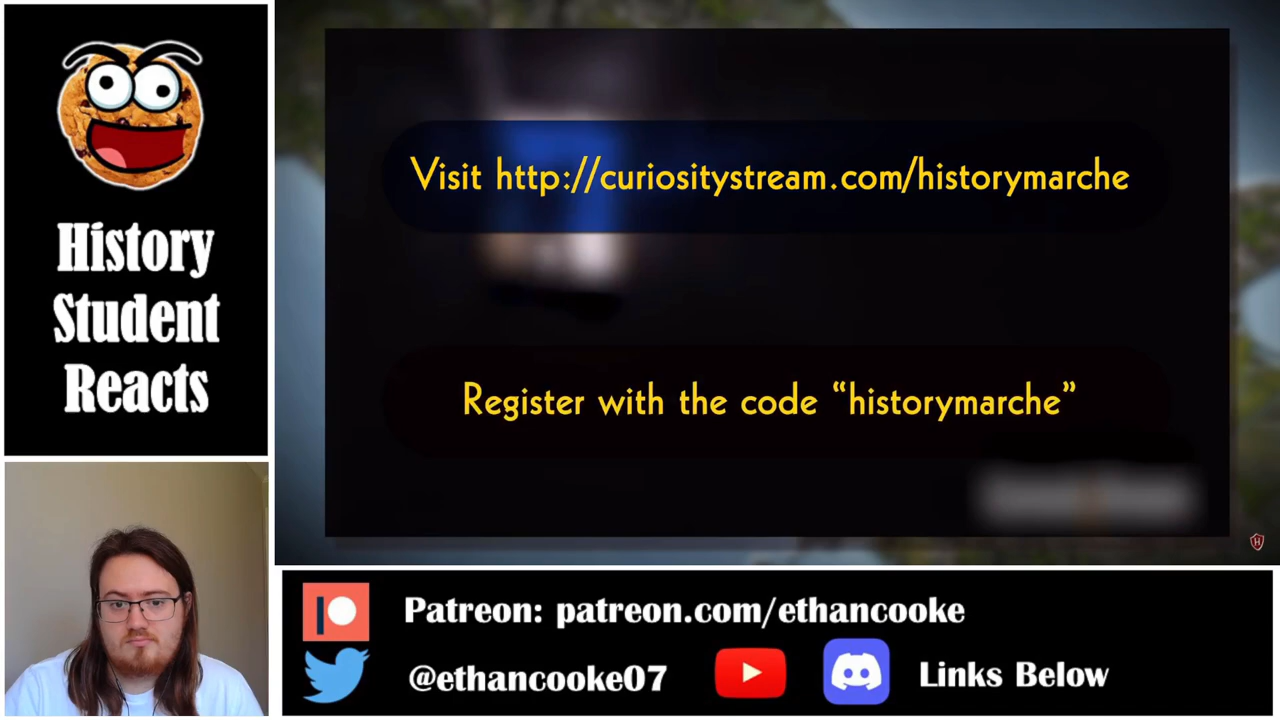 History
Student
Reacts
Visit http://curiositystream.com/historymarche
Register with the code “historymarche”
H
Patreon: patreon.com/ethancooke
@ethancooke07
Links Below